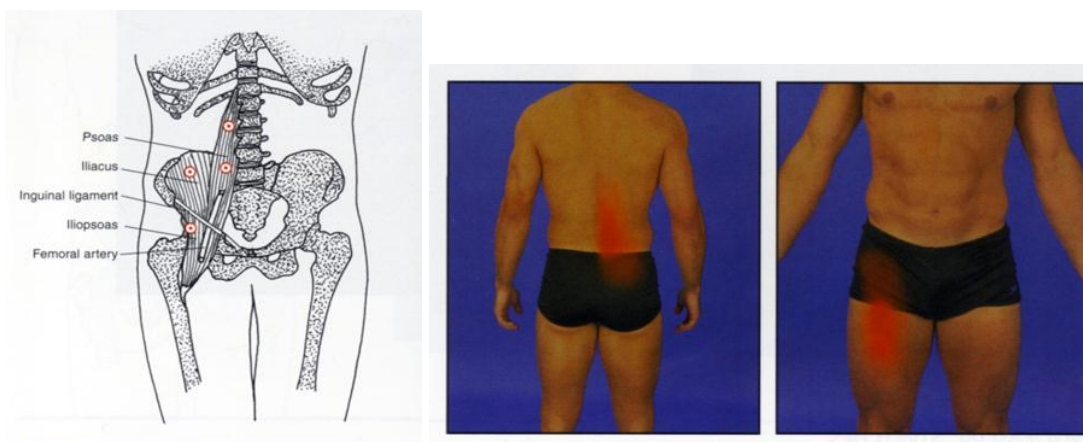 Psoas
Iliacus
Inguinal ligament
Iliopsoas
Femoral artery